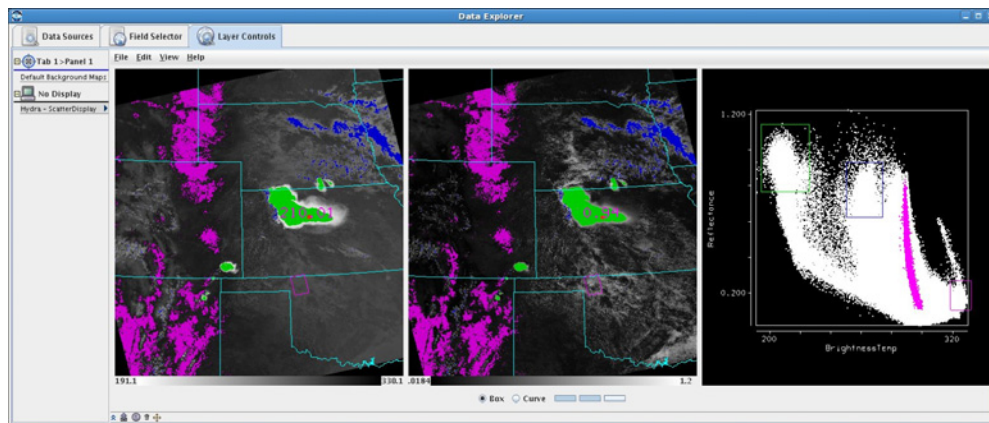 Data Explorer
Data Sources Field Selector Layer Controls
Tab 1>Panel 1
Default Background Maps
No Display
Hydra - ScatterDisplay
File Edit View Help
191.1 330.1
.0184 1.2
1.200
Reflectance
0.200
200 320
BrightnessTemp
Box Curve